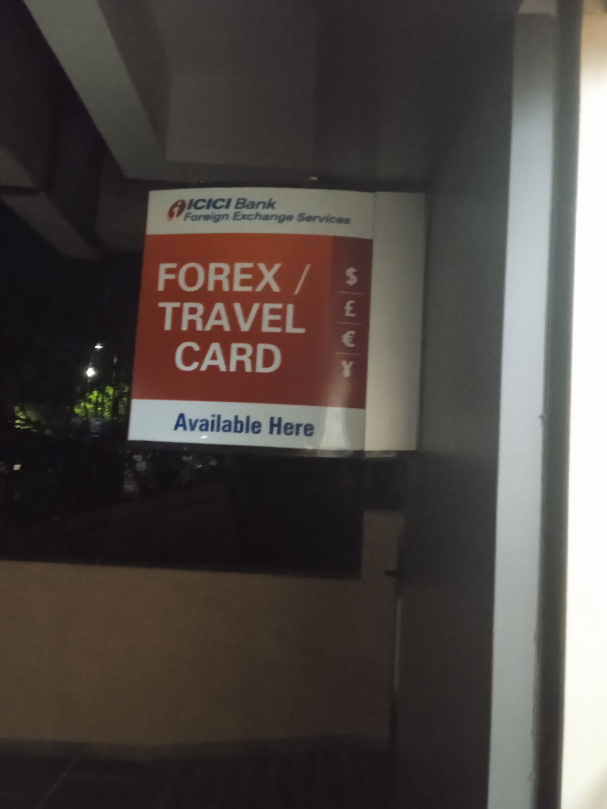 ICICI Bank
Foreign Exchange Services
FOREX /
TRAVEL
CARD
$
£
€
¥
Available Here